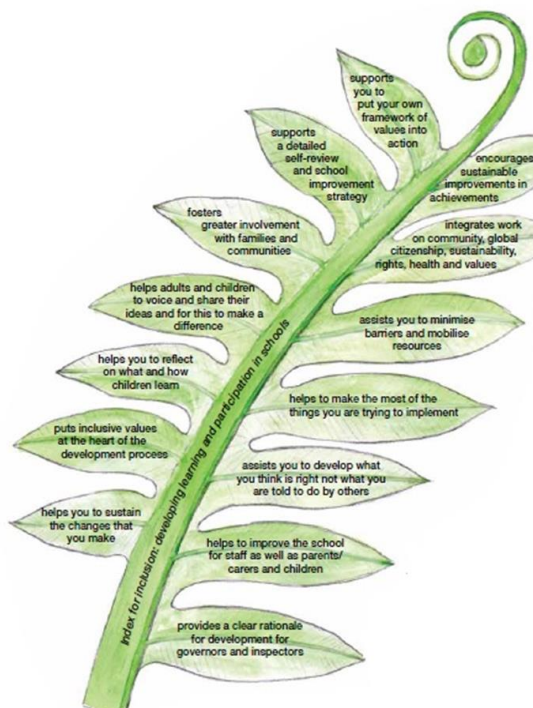 supports
you to
put your own
framework of
values into
action
supports
a detailed
self-review
and school
improvement
strategy
encourages
sustainable
improvements in
achievements
fosters
greater involvement
with families and
communities
integrates work
on community, global
citizenship, sustainability,
rights, health and values
helps adults and children
to voice and share their
ideas and for this to make a
difference
assists you to minimise
barriers and mobilise
resources
helps you to reflect
on what and how
children learn
helps to make the most of the
things you are trying to implement
puts inclusive values
at the heart of the
development process
assists you to develop what
you think is right not what you
are told to do by others
helps you to sustain
the changes that
you make
helps to improve the school
for staff as well as parents/
carers and children
provides a clear rationale
for development for
governors and inspectors
Index for inclusion: developing learning and participation in schools